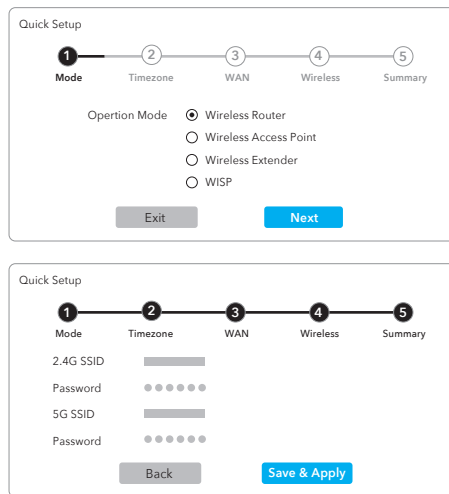 Quick Setup
1 2 3 4 5
Mode Timezone WAN Wireless Summary
Opertion Mode Wireless Router
Wireless Access Point
Wireless Extender
WISP
Exit Next
Quick Setup
1 2 3 4 5
Mode Timezone WAN Wireless Summary
2.4G SSID
Password
5G SSID
Password
Back Save & Apply